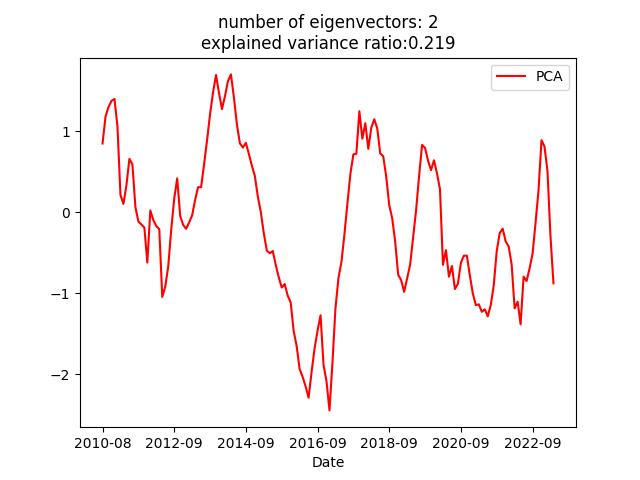 number of eigenvectors: 2
explained variance ratio:0.219
PCA
1
0
−1
−2
2010-08 2012-09 2014-09 2016-09 2018-09 2020-09 2022-09
Date